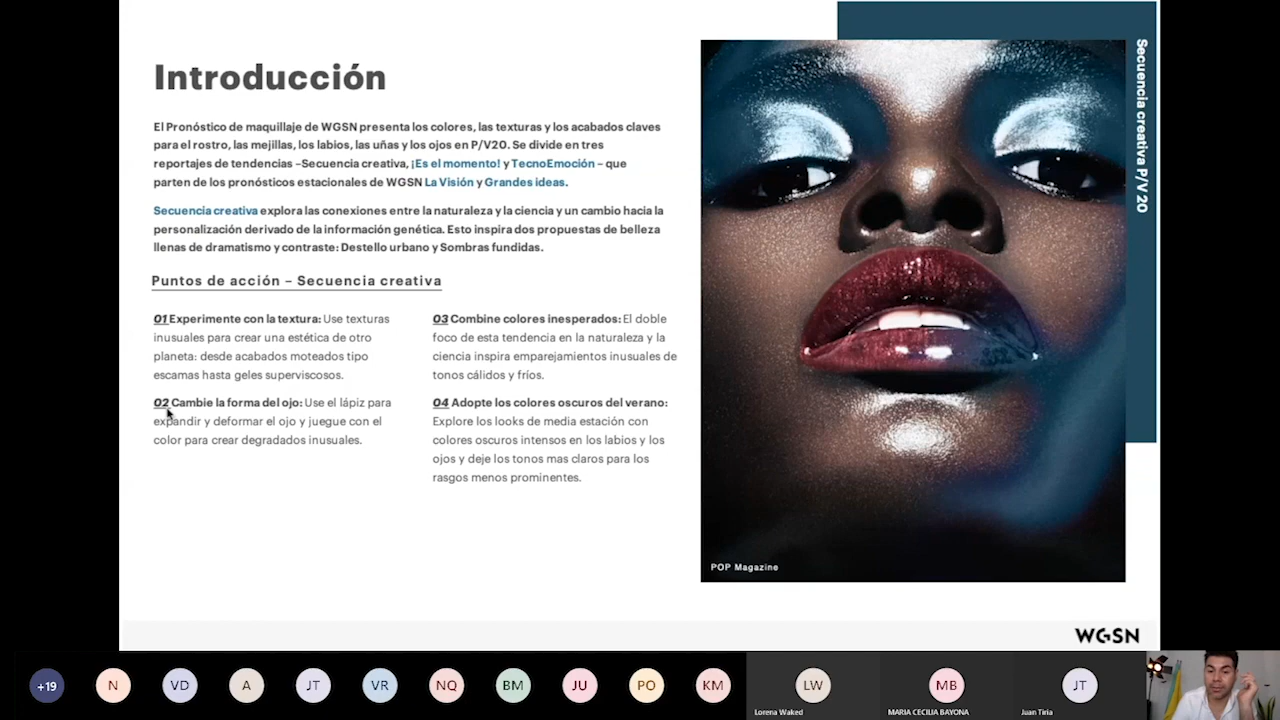 Introducción
El Pronóstico de maquillaje de WGSN presenta los colores, las texturas y los acabados claves
para el rostro, las mejillas, los labios, las uñas y los ojos en P/V20. Se divide en tres
reportajes de tendencias –Secuencia creativa, ¡Es el momento! y TecnoEmoción – que
parten de los pronósticos estacionales de WGSN La Visión y Grandes ideas.
Secuencia creativa explora las conexiones entre la naturaleza y la ciencia y un cambio hacia la
personalización derivado de la información genética. Esto inspira dos propuestas de belleza
llenas de dramatismo y contraste: Destello urbano y Sombras fundidas.
Puntos de acción – Secuencia creativa
01 Experimente con la textura: Use texturas
inusuales para crear una estética de otro
planeta: desde acabados moteados tipo
escamas hasta geles superviscosos.
02 Cambie la forma del ojo: Use el lápiz para
expandir y deformar el ojo y juegue con el
color para crear degradados inusuales.
03 Combine colores inesperados: El doble
foco de esta tendencia en la naturaleza y la
ciencia inspira emparejamientos inusuales de
tonos cálidos y fríos.
04 Adopte los colores oscuros del verano:
Explore los looks de media estación con
colores oscuros intensos en los labios y los
ojos y deje los tonos mas claros para los
rasgos menos prominentes.
Secuencia creativa P/V 20
POP Magazine
WGSN
+19
N
VD
A
JT
VR
NQ
BM
JU
PO
KM
LW
Lorena Waked
MB
MARIA CECILIA BAYONA
JT
Juan Tiria